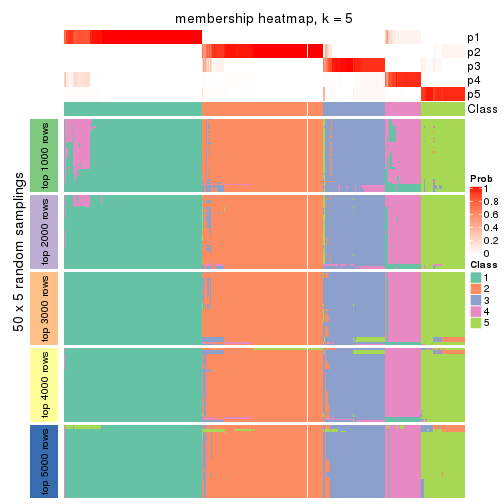 membership heatmap, k = 5
p1
p2
p3
p4
p5
Class
50 x 5 random samplings
top 1000 rows
top 2000 rows
top 3000 rows
top 4000 rows
top 5000 rows
Prob
1
0.8
0.6
0.4
0.2
0
Class
1
2
3
4
5